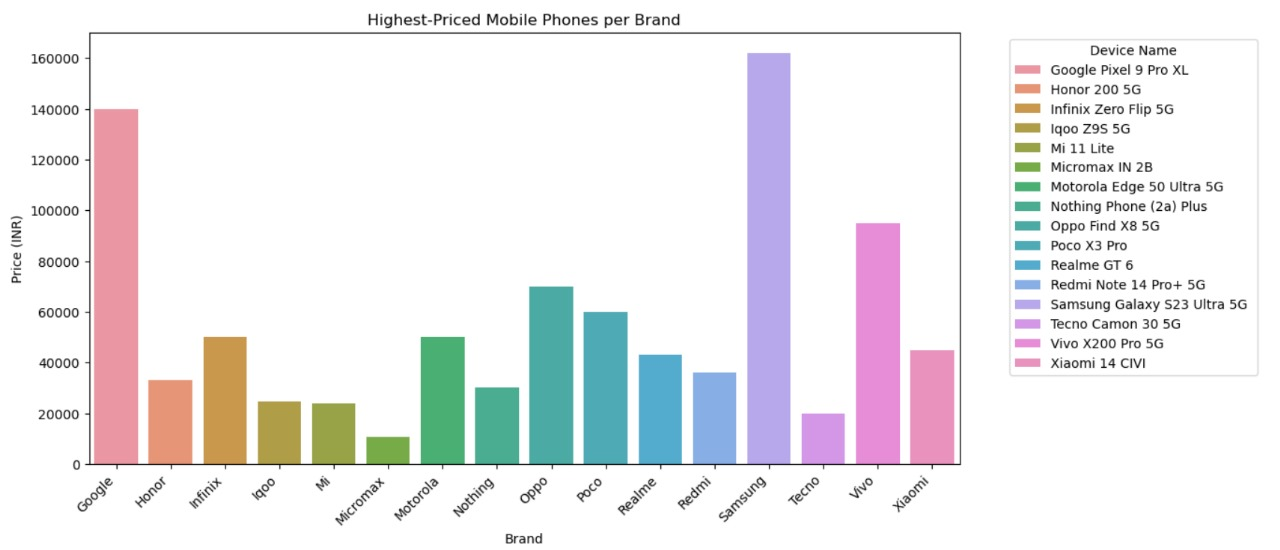 Highest-Priced Mobile Phones per Brand
Price (INR)
160000
140000
120000
100000
80000
60000
40000
20000
0
Google
Honor
Infinix
Iqoo
Mi
Micromax
Motorola
Nothing
Oppo
Poco
Realme
Redmi
Samsung
Tecno
Vivo
Xiaomi
Brand
Device Name
Google Pixel 9 Pro XL
Honor 200 5G
Infinix Zero Flip 5G
Iqoo Z9S 5G
Mi 11 Lite
Micromax IN 2B
Motorola Edge 50 Ultra 5G
Nothing Phone (2a) Plus
Oppo Find X8 5G
Poco X3 Pro
Realme GT 6
Redmi Note 14 Pro+ 5G
Samsung Galaxy S23 Ultra 5G
Tecno Camon 30 5G
Vivo X200 Pro 5G
Xiaomi 14 CIVI